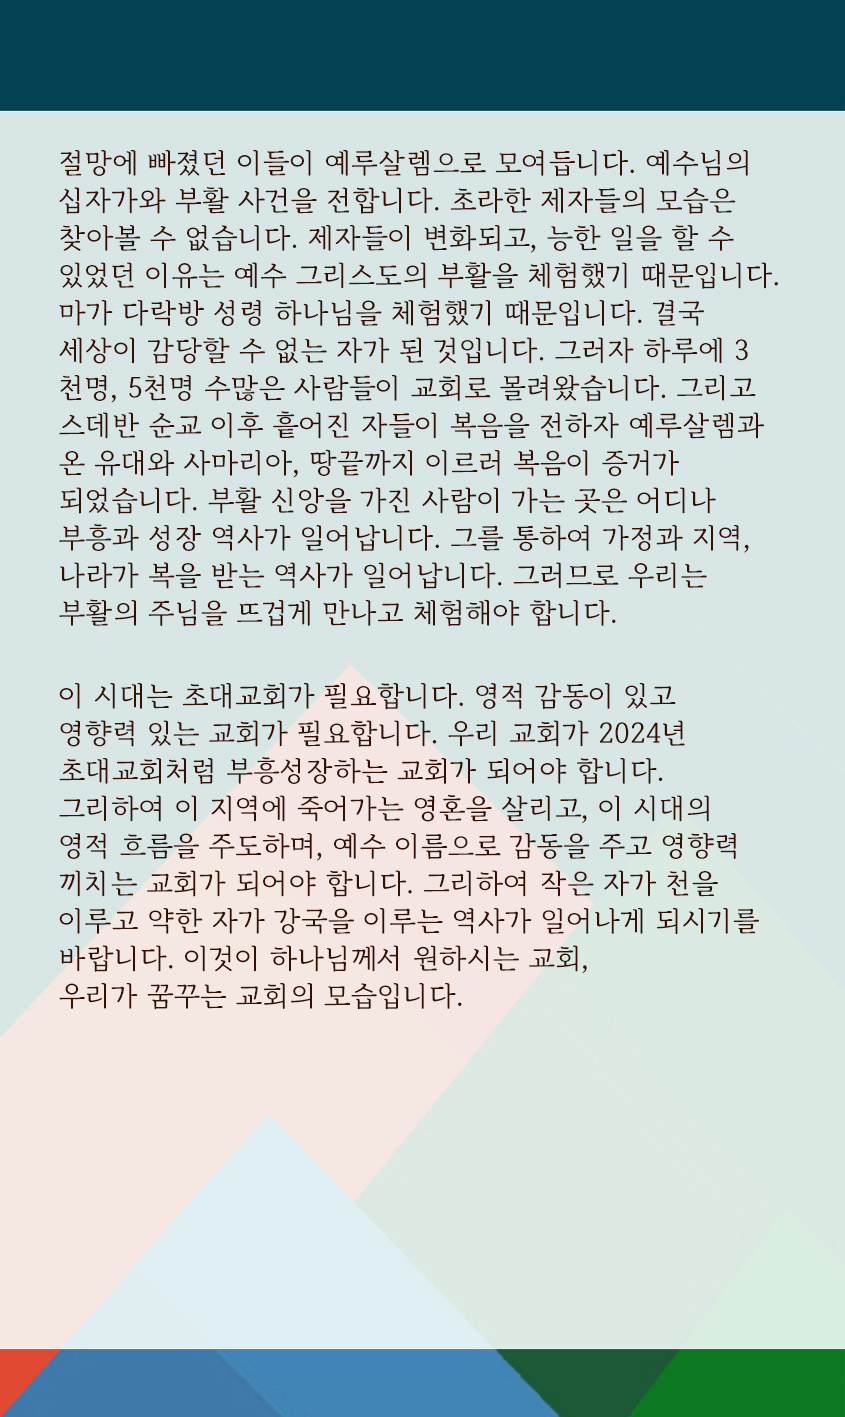 절망에 빠졌던 이들이 예루살렘으로 모여듭니다. 예수님의
십자가와 부활 사건을 전합니다. 초라한 제자들의 모습은
찾아볼 수 없습니다. 제자들이 변화되고, 능한 일을 할 수
있었던 이유는 예수 그리스도의 부활을 체험했기 때문입니다.
마가 다락방 성령 하나님을 체험했기 때문입니다. 결국
세상이 감당할 수 없는 자가 된 것입니다. 그러자 하루에 3
천명, 5천명 수많은 사람들이 교회로 몰려왔습니다. 그리고
스데반 순교 이후 흩어진 자들이 복음을 전하자 예루살렘과
온 유대와 사마리아, 땅끝까지 이르러 복음이 증거가
되었습니다. 부활 신앙을 가진 사람이 가는 곳은 어디나
부흥과 성장 역사가 일어납니다. 그를 통하여 가정과 지역,
나라가 복을 받는 역사가 일어납니다. 그러므로 우리는
부활의 주님을 뜨겁게 만나고 체험해야 합니다.
이 시대는 초대교회가 필요합니다. 영적 감동이 있고
영향력 있는 교회가 필요합니다. 우리 교회가 2024년
초대교회처럼 부흥성장하는 교회가 되어야 합니다.
그리하여 이 지역에 죽어가는 영혼을 살리고, 이 시대의
영적 흐름을 주도하며, 예수 이름으로 감동을 주고 영향력
끼치는 교회가 되어야 합니다. 그리하여 작은 자가 천을
이루고 약한 자가 강국을 이루는 역사가 일어나게 되시기를
바랍니다. 이것이 하나님께서 원하시는 교회,
우리가 꿈꾸는 교회의 모습입니다.